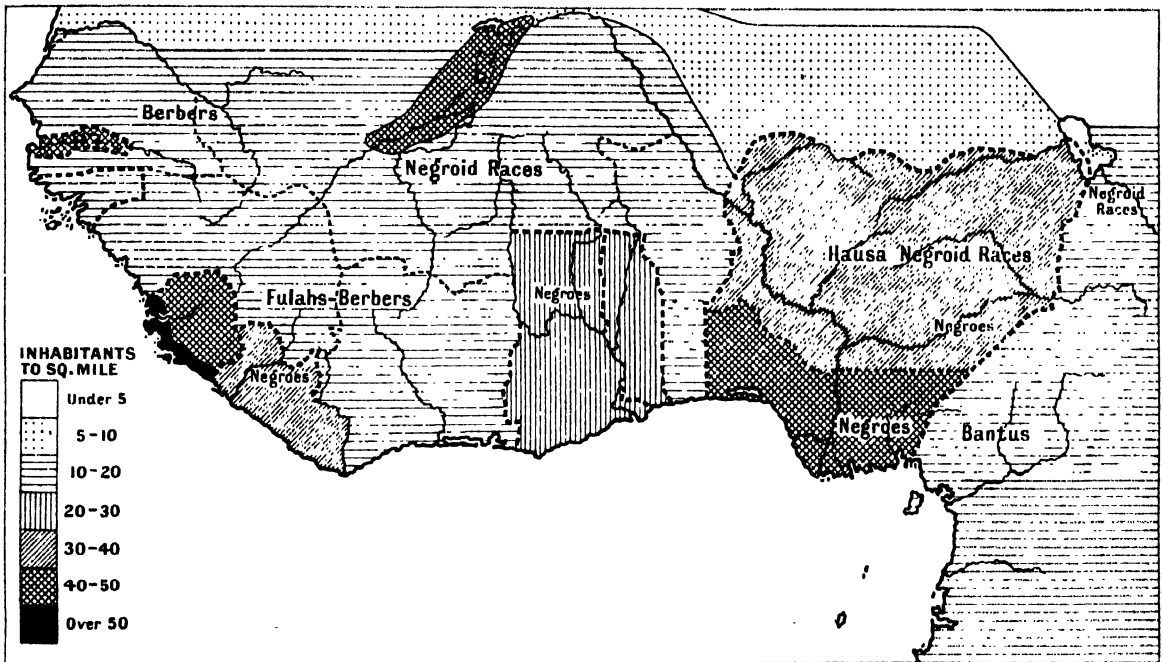 Berbers
Negroid Races
Negroid
Races
Hausa Negroid Races
Fulahs-Berbers
Negroes
Negroes
Negroes
Negroes
Bantus
INHABITANTS
TO SQ. MILE
Under 5
5-10
10-20
20-30
30-40
40-50
Over 50